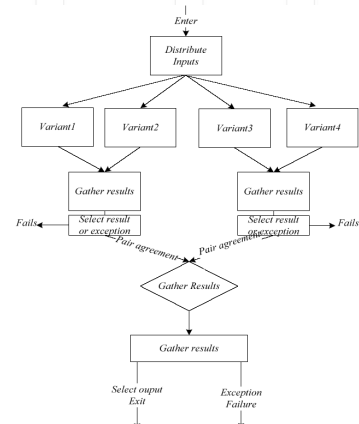 Enter
Distribute
Inputs
Variant1
Variant2
Variant3
Variant4
Gather results
Gather results
Fails
Select result
or exception
Select result
or exception
Fails
Pair agreement
Pair agreement
Gather Results
Gather results
Select ouput
Exit
Exception
Failure